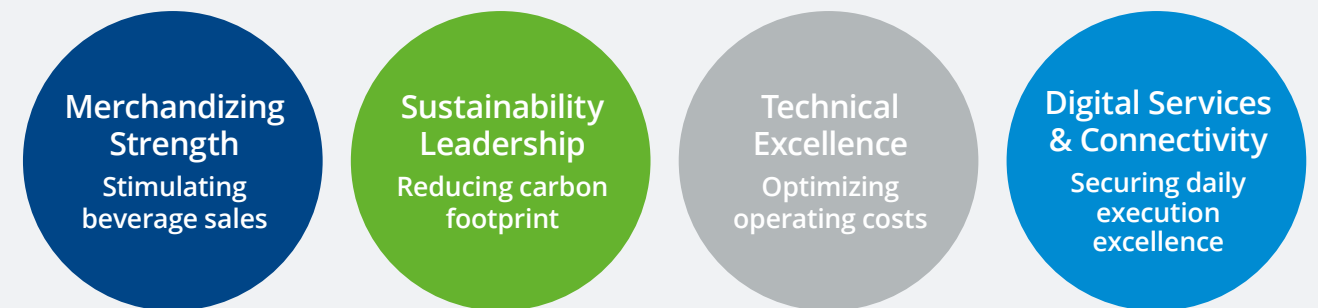 Merchandizing
Strength
Stimulating
beverage sales
Sustainability
Leadership
Reducing carbon
footprint
Technical
Excellence
Optimizing
operating costs
Digital Services
& Connectivity
Securing daily
execution
excellence